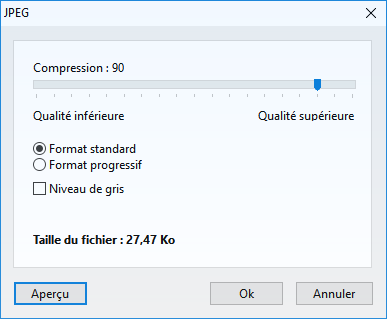 JPEG
Compression : 90
Qualité inférieure Qualité supérieure
Format standard
Format progressif
Niveau de gris
Taille du fichier : 27,47 Ko
Aperçu Ok Annuler